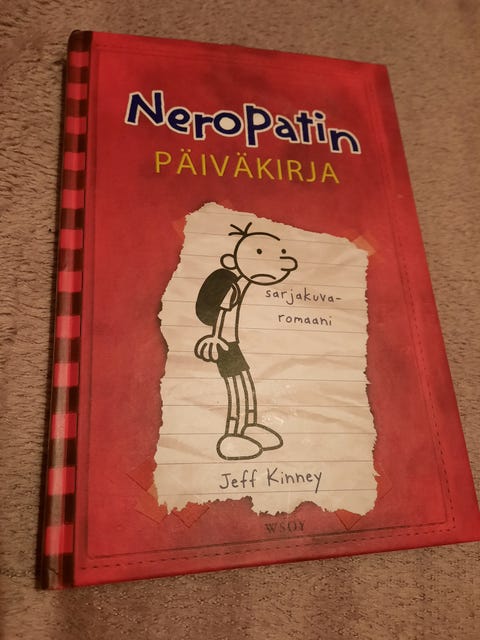 NeroPatin
PÄIVÄKIRJA
sarjakuva-
romaani
Jeff Kinney
WSOY